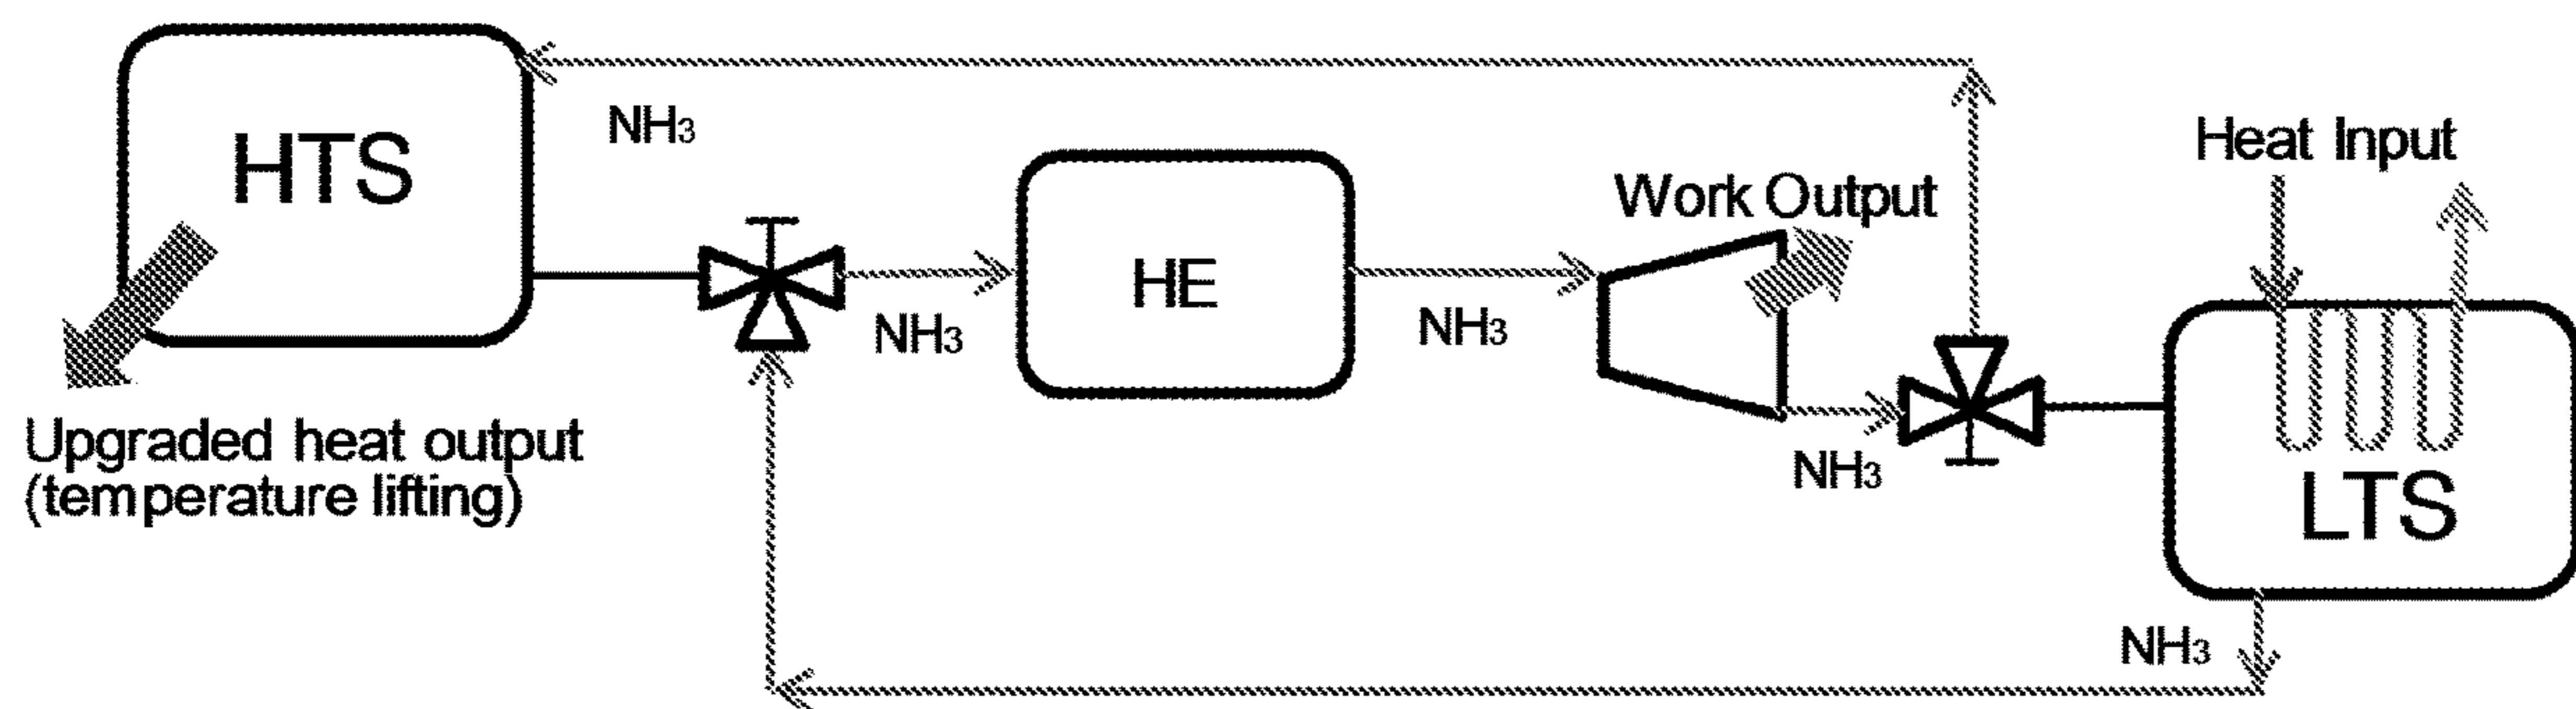 HTS
NH₃
Heat Input
Work Output
HE
NH₃
NH₃
Upgraded heat output
(temperature lifting)
NH₃
LTS
NH₃